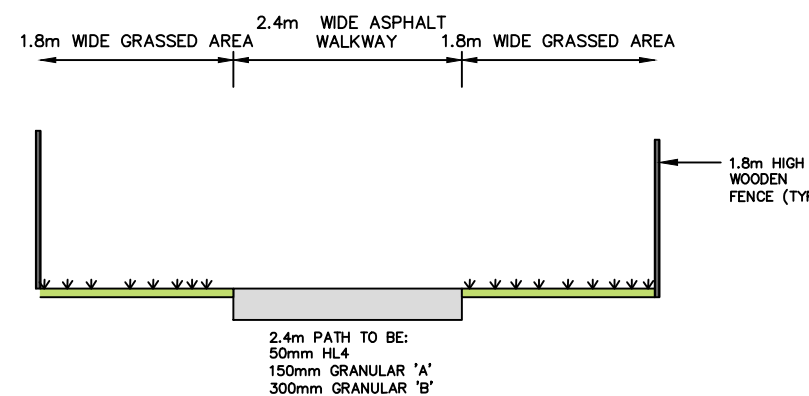 1.8m WIDE GRASSED AREA
2.4m WIDE ASPHALT
WALKWAY
1.8m WIDE GRASSED AREA
1.8m HIGH
WOODEN
FENCE (TYP
2.4m PATH TO BE:
50mm HL4
150mm GRANULAR 'A'
300mm GRANULAR 'B'